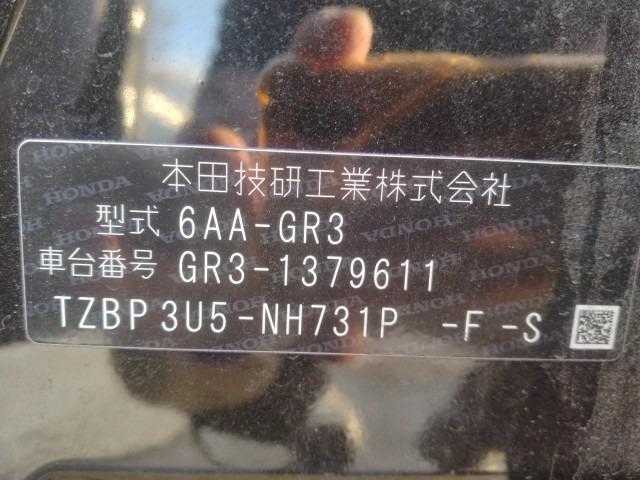 本田技研工業株式会社
型式 6AA-GR3
車台番号 GR3-1379611
TZBP 3U5-NH731P -F -S